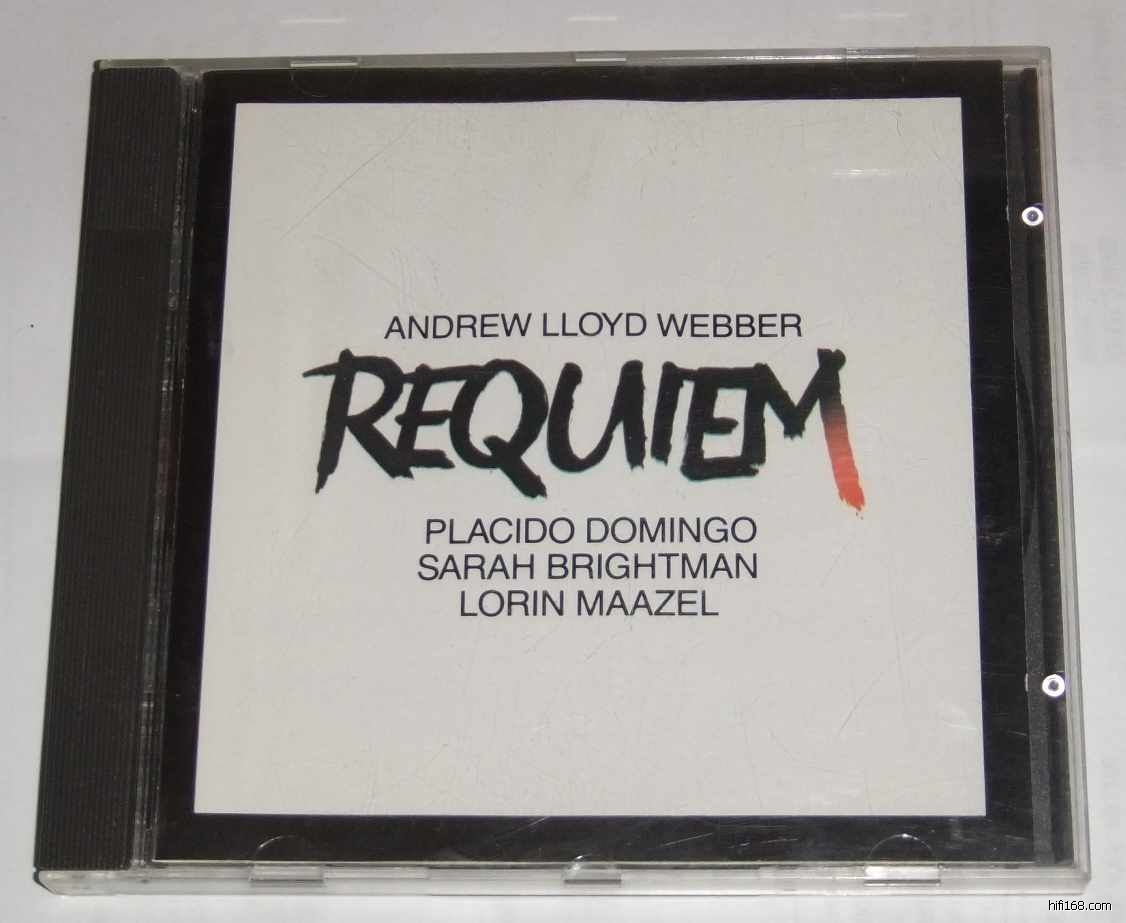 ANDREW LLOYD WEBBER
REQUIEM
PLACIDO DOMINGO
SARAH BRIGHTMAN
LORIN MAAZEL
hifi168.com